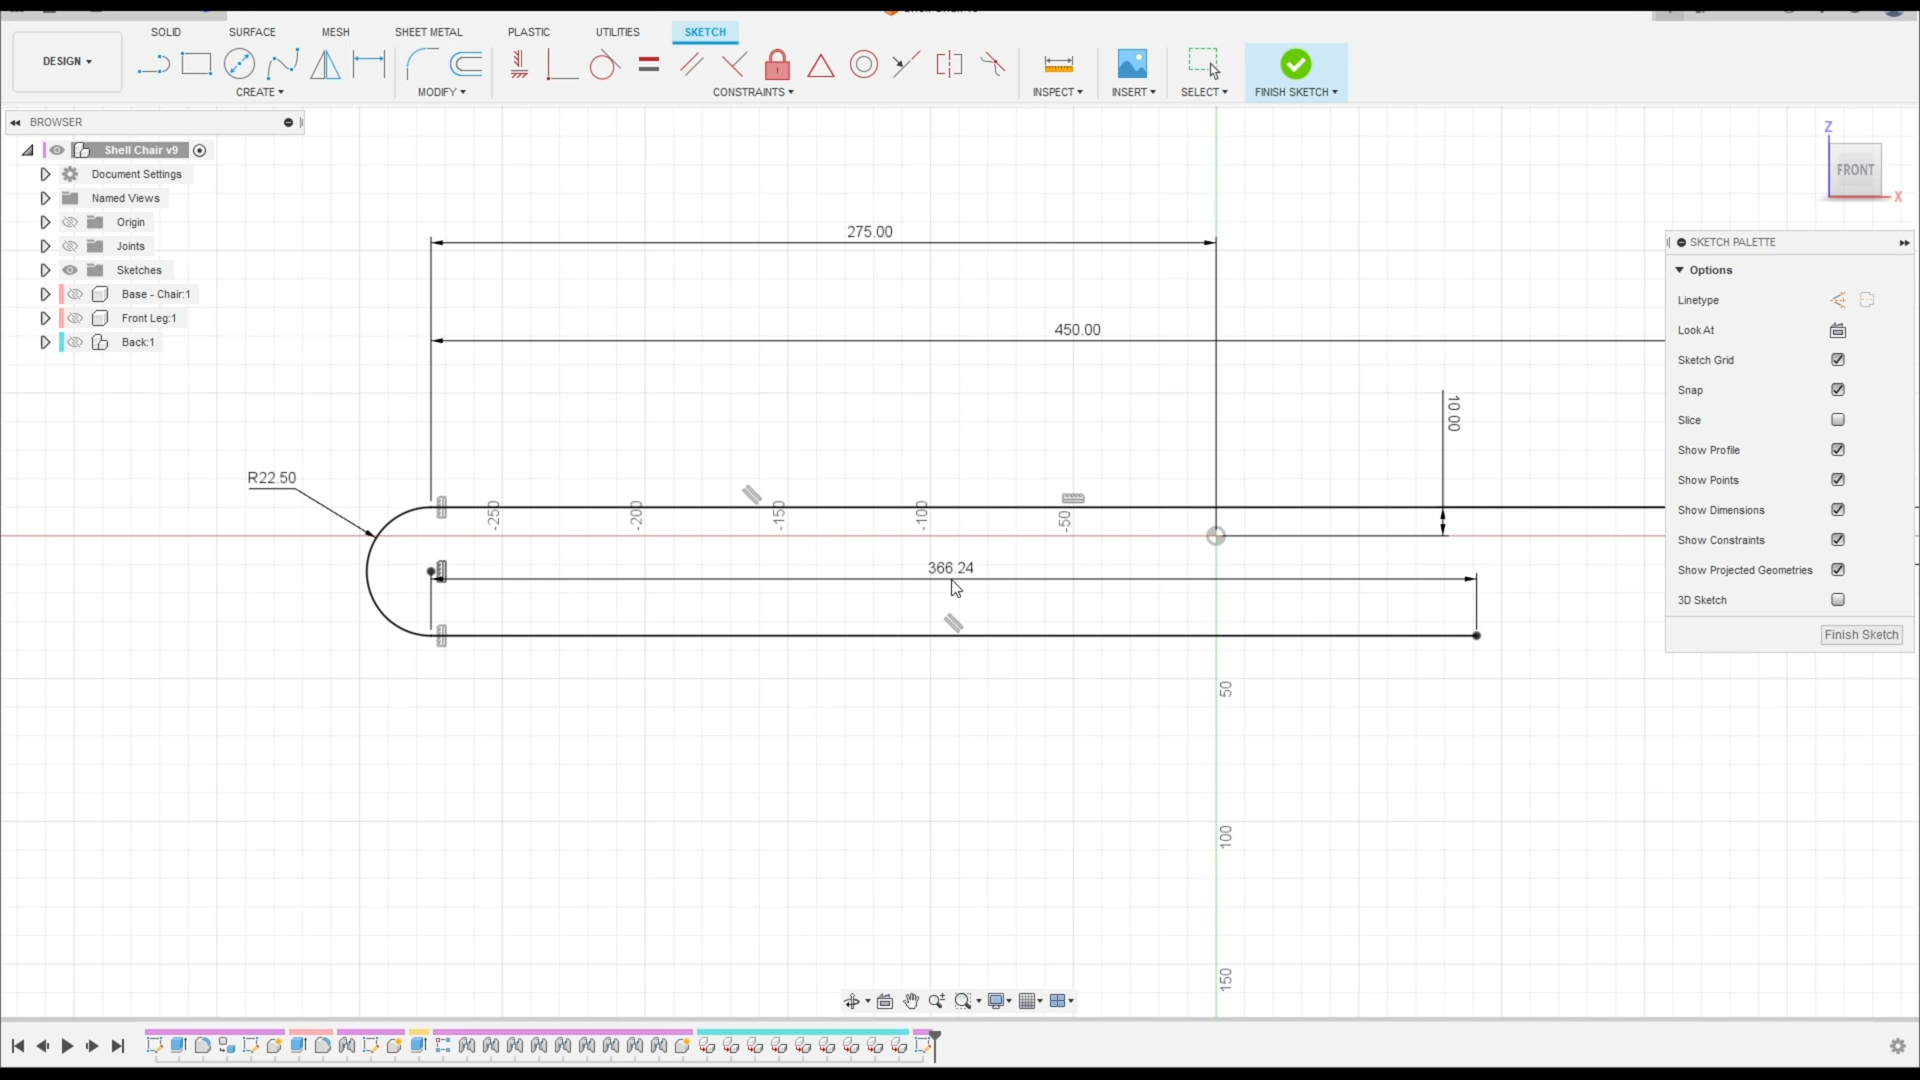 SOLID SURFACE MESH SHEET METAL PLASTIC UTILITIES SKETCH
DESIGN
CREATE MODIFY CONSTRAINTS INSPECT INSERT SELECT FINISH SKETCH
BROWSER
Shell Chair v9
Document Settings
Named Views
Origin
Joints
Sketches
Base - Chair:1
Front Leg:1
Back:1
Z
FRONT
X
275.00
450.00
10.00
R22.50
-250
-200
-150
-100
-50
366.24
50
100
150
SKETCH PALETTE
Options
Linetype
Look At
Sketch Grid
Snap
Slice
Show Profile
Show Points
Show Dimensions
Show Constraints
Show Projected Geometries
3D Sketch
Finish Sketch